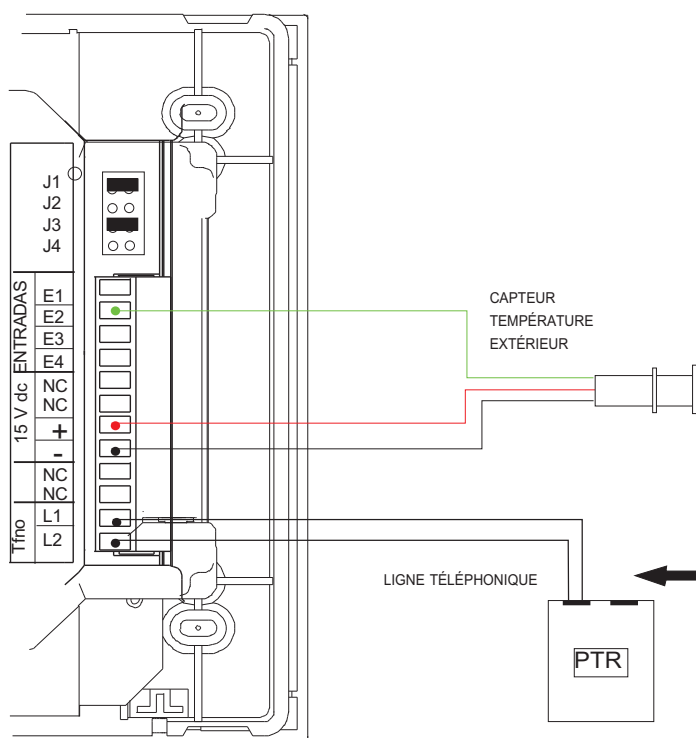 J1
J2
J3
J4
ENTRADAS
E1
E2
E3
E4
15 V dc
NC
NC
+
-
NC
NC
Tfno
L1
L2
CAPTEUR
TEMPÉRATURE
EXTÉRIEUR
LIGNE TÉLÉPHONIQUE
PTR